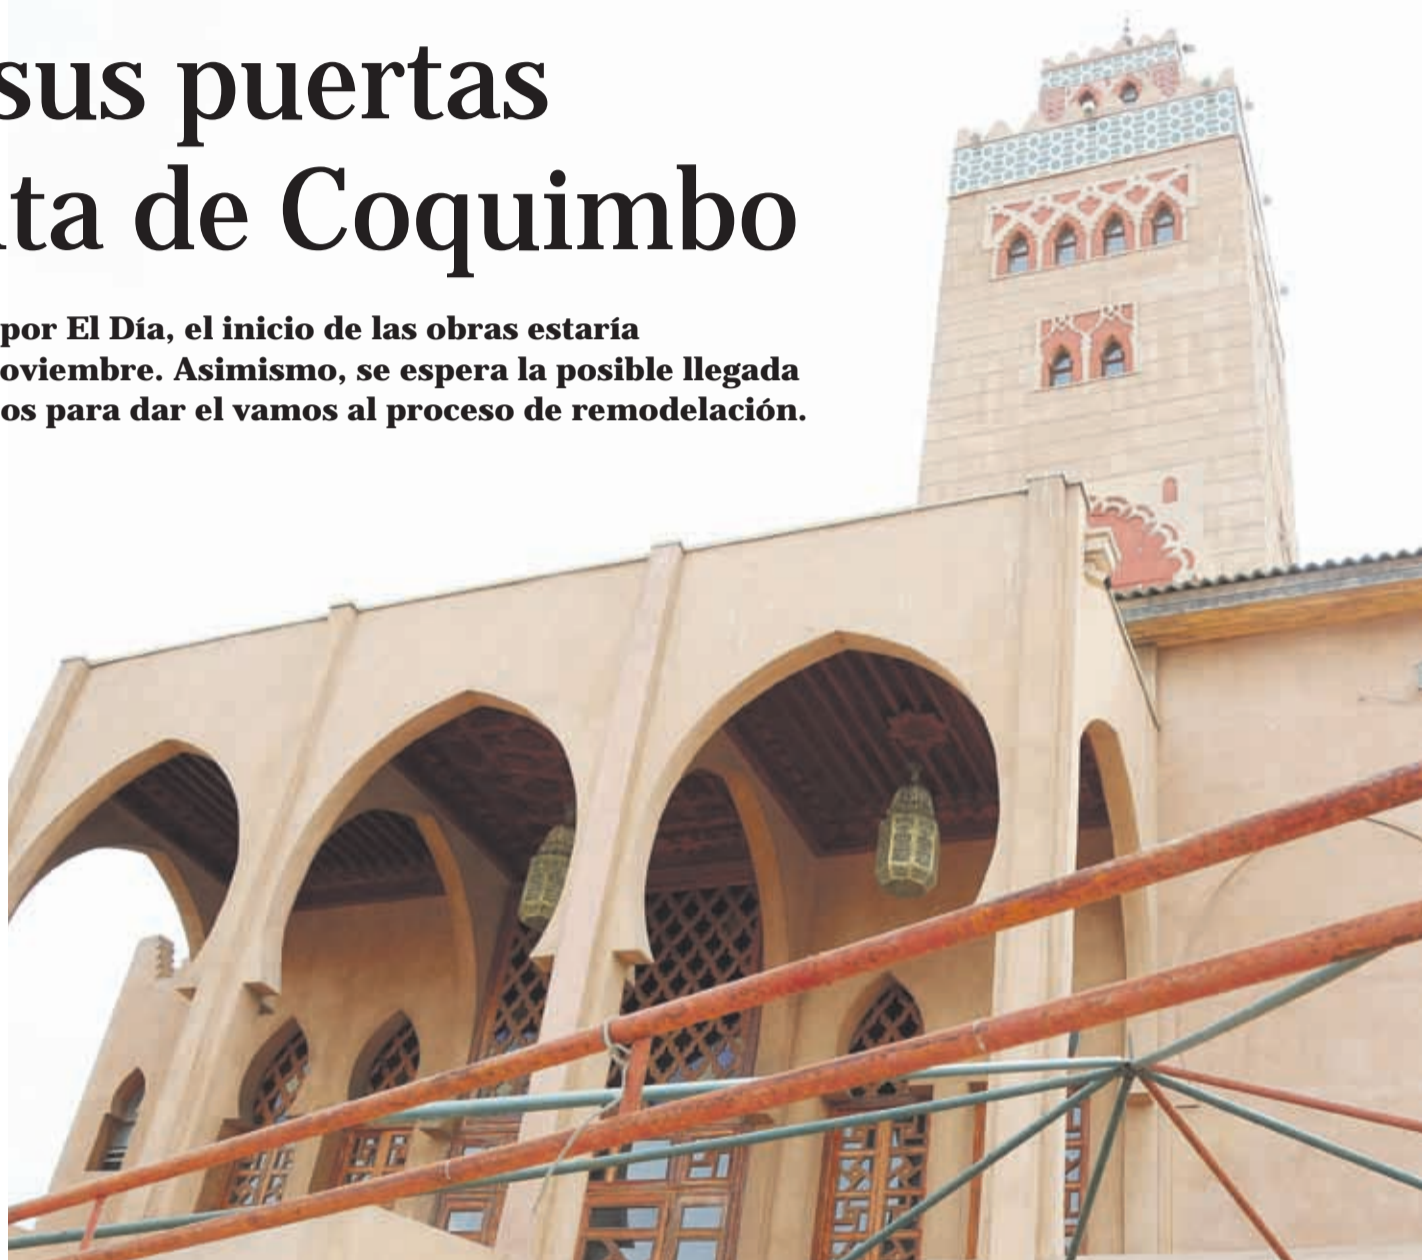 sus puertas
de Coquimbo
por El Día, el inicio de las obras estaría
oviembre. Asimismo, se espera la posible llegada
os para dar el vamos al proceso de remodelación.